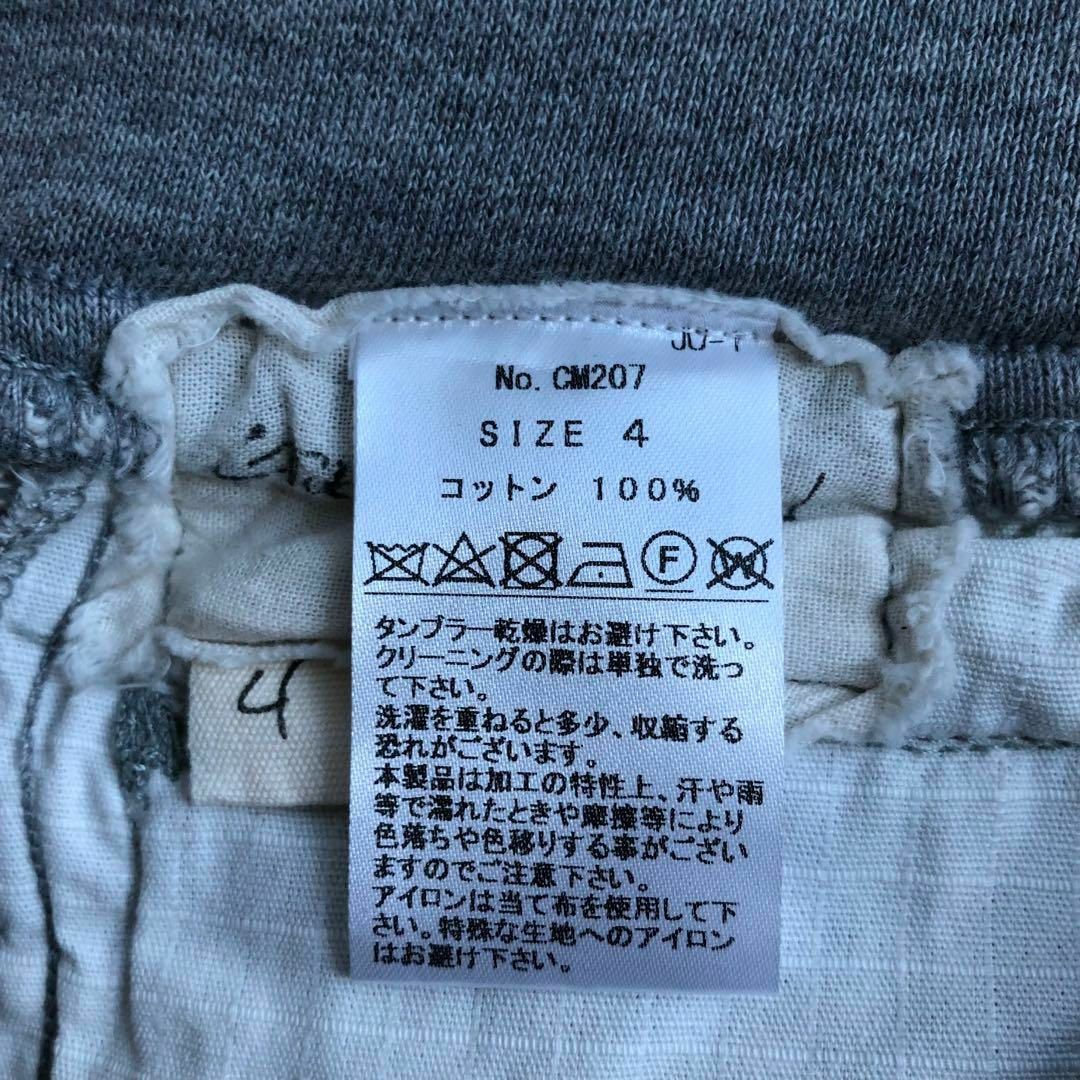 No. CM207
SIZE 4
コットン 100%
F
W
タンブラー乾燥はお避け下さい。
クリーニングの際は単独で洗っ
て下さい。
洗濯を重ねると多少、収縮する
恐れがございます。
本製品は加工の特性上、汗や雨
等で濡れたときや摩擦等により
色落ちや色移りする事がござい
ますのでご注意下さい。
アイロンは当て布を使用して下
さい。特殊な生地へのアイロン
はお避け下さい。
4